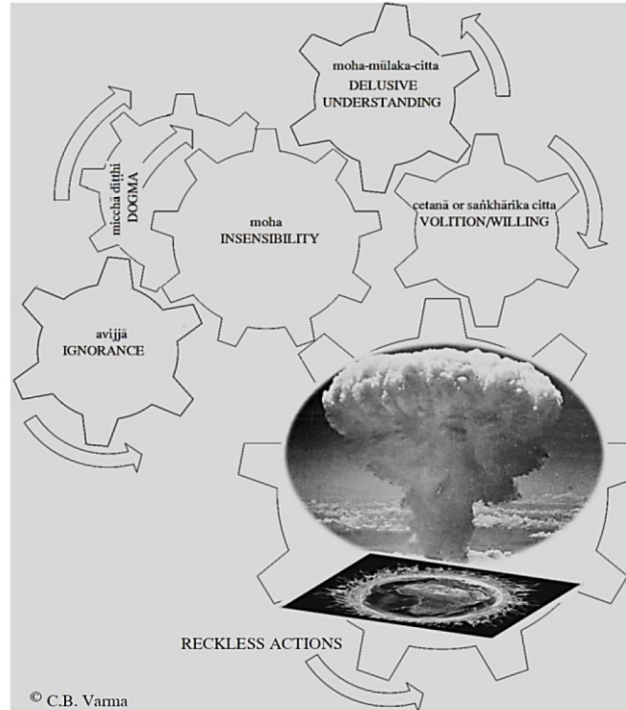 moha-mūlaka-citta
DELUSIVE
UNDERSTANDING
micchā diṭṭhi
DOGMA
moha
INSENSIBILITY
cetanā or saṅkhārika citta
VOLITION/WILLING
avijjā
IGNORANCE
RECKLESS ACTIONS
© C.B. Varma